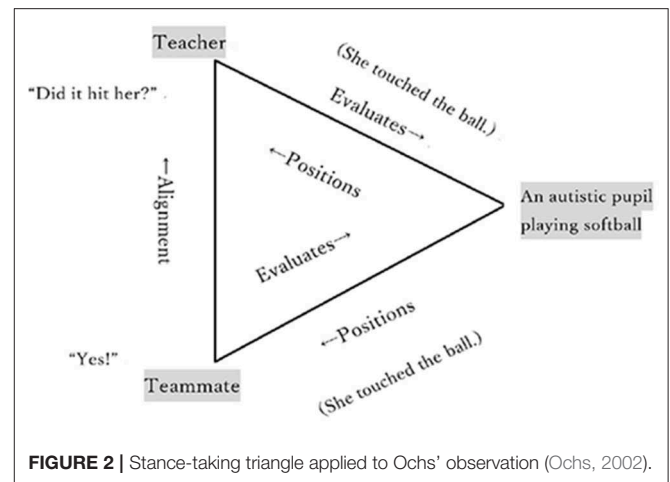 Teacher
(She touched the ball.)
"Did it hit her?"
Evaluates→
←Positions
←Alignment
An autistic pupil
playing softball
Evaluates→
←Positions
"Yes!"
(She touched the ball.)
Teammate
FIGURE 2 | Stance-taking triangle applied to Ochs' observation (Ochs, 2002).